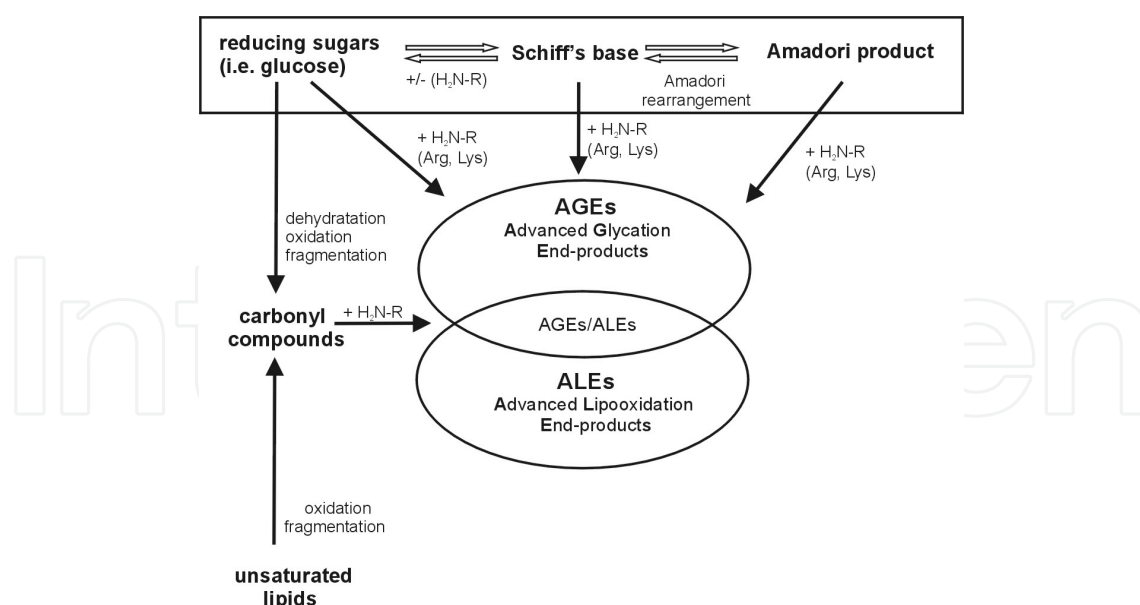 reducing sugars
(i.e. glucose)
+/- (H₂N-R)
Schiff's base
Amadori
rearrangement
Amadori product
+ H₂N-R
(Arg, Lys)
+ H₂N-R
(Arg, Lys)
+ H₂N-R
(Arg, Lys)
dehydratation
oxidation
fragmentation
AGEs
Advanced Glycation
End-products
carbonyl
compounds
+ H₂N-R
AGEs/ALEs
ALEs
Advanced Lipooxidation
End-products
oxidation
fragmentation
unsaturated
lipids